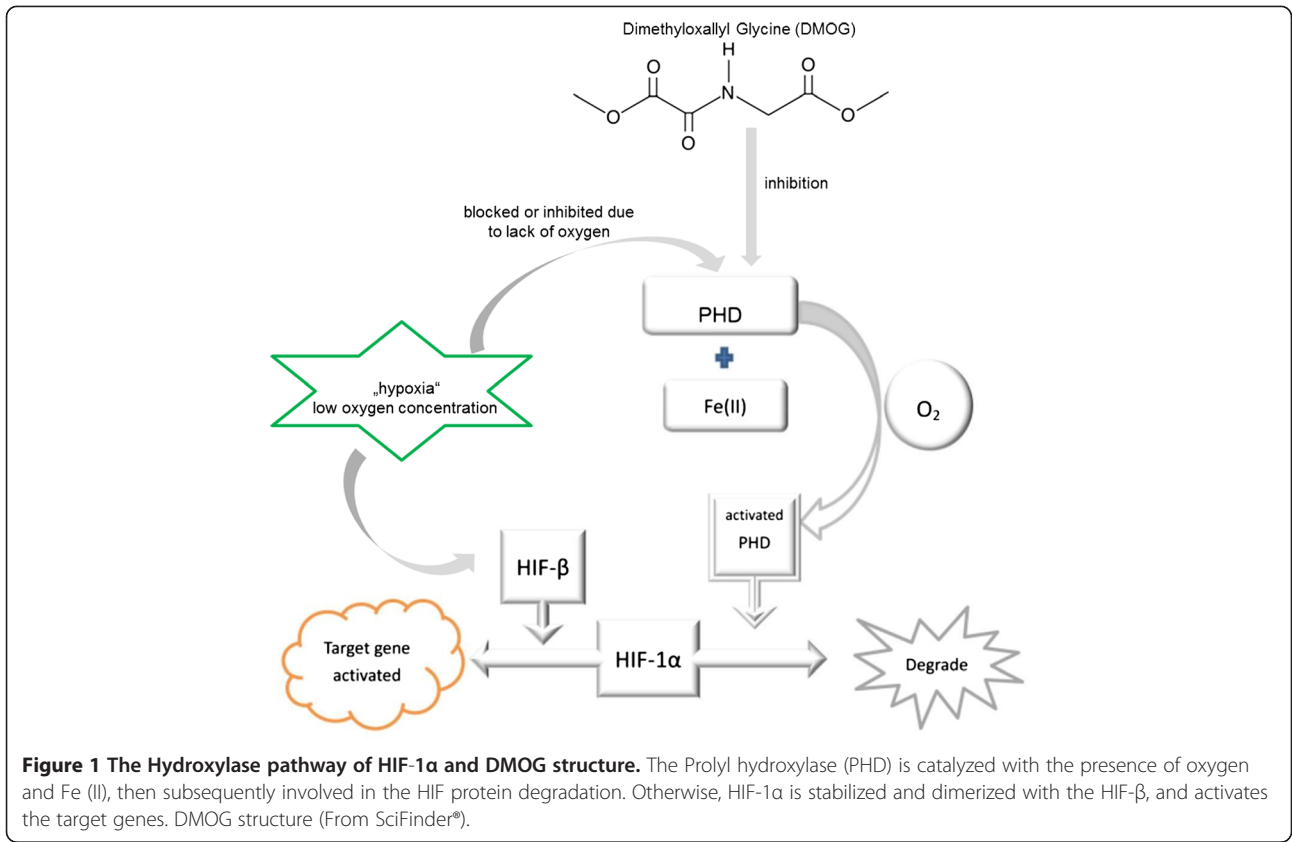 Dimethyloxallyl Glycine (DMOG)
H
O
O
N
O
O
O
inhibition
blocked or inhibited due
to lack of oxygen
PHD
„hypoxia“
low oxygen concentration
Fe(II)
O₂
activated
PHD
HIF-β
Target gene
activated
HIF-1α
Degrade
Figure 1 The Hydroxylase pathway of HIF-1α and DMOG structure. The Prolyl hydroxylase (PHD) is catalyzed with the presence of oxygen
and Fe (II), then subsequently involved in the HIF protein degradation. Otherwise, HIF-1α is stabilized and dimerized with the HIF-β, and activates
the target genes. DMOG structure (From SciFinder®).